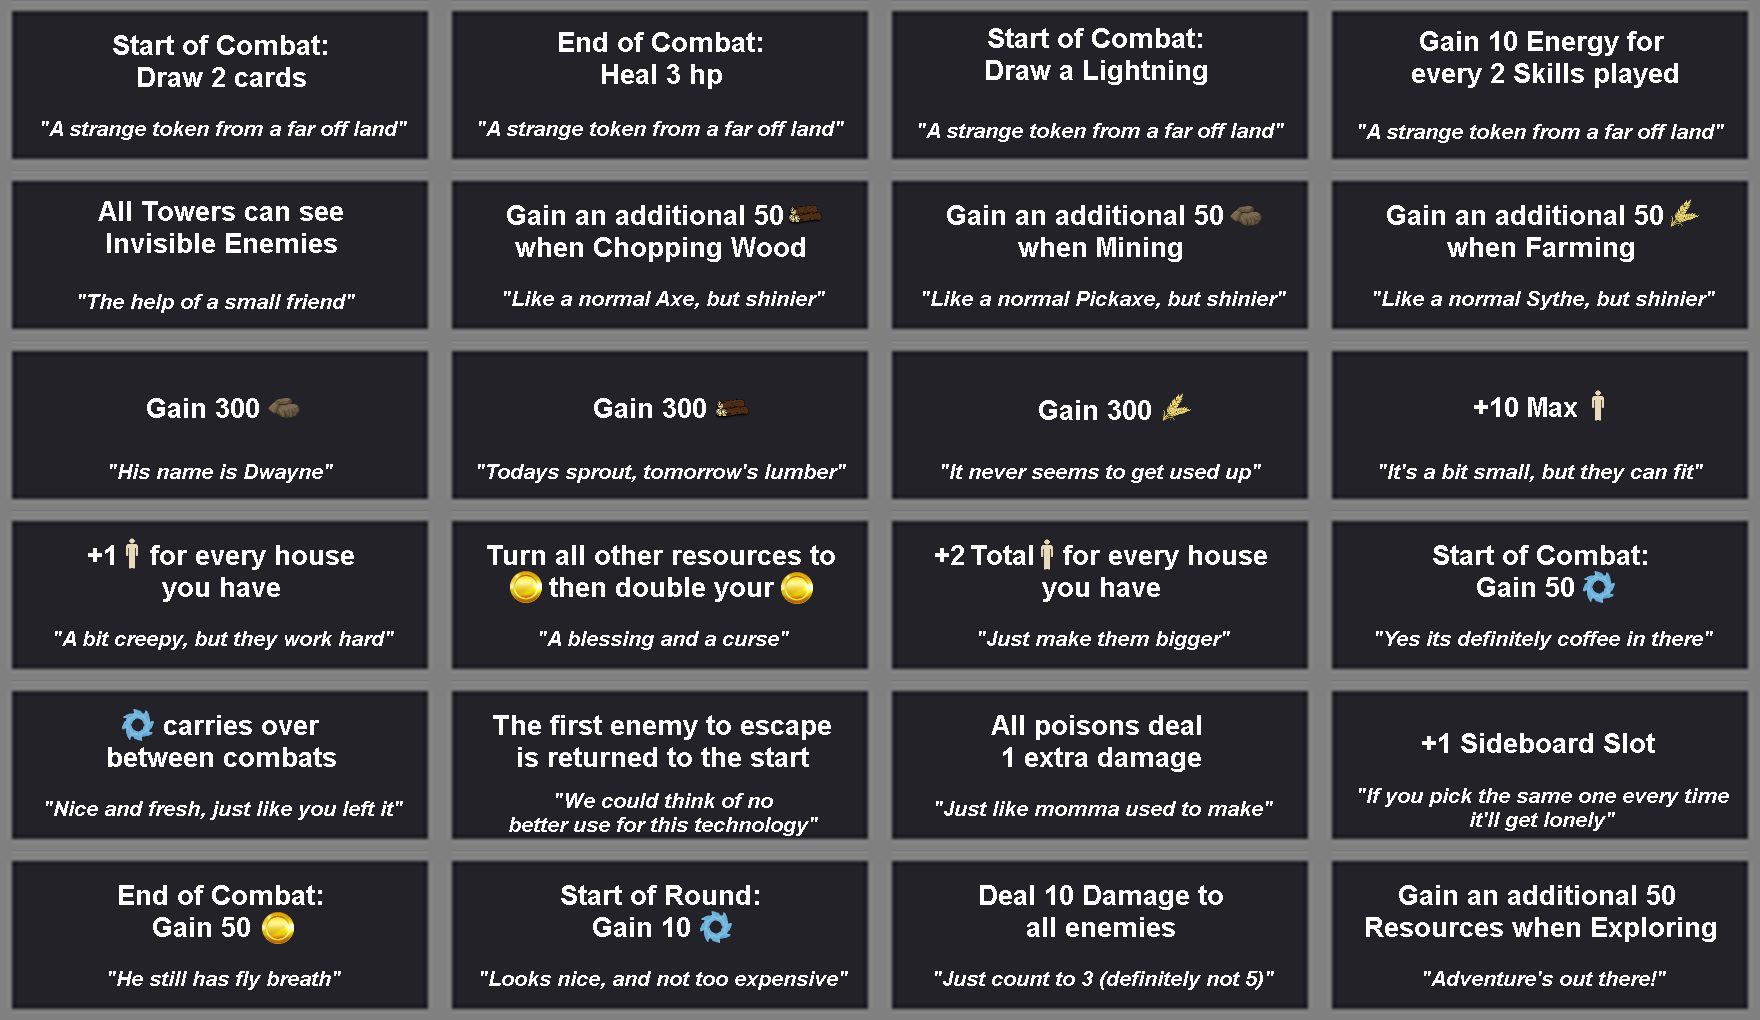 Start of Combat:
Draw 2 cards
"A strange token from a far off land"
End of Combat:
Heal 3 hp
"A strange token from a far off land"
Start of Combat:
Draw a Lightning
"A strange token from a far off land"
Gain 10 Energy for
every 2 Skills played
"A strange token from a far off land"
All Towers can see
Invisible Enemies
"The help of a small friend"
Gain an additional 50
when Chopping Wood
"Like a normal Axe, but shinier"
Gain an additional 50
when Mining
"Like a normal Pickaxe, but shinier"
Gain an additional 50
when Farming
"Like a normal Sythe, but shinier"
Gain 300
"His name is Dwayne"
Gain 300
"Todays sprout, tomorrow's lumber"
Gain 300
"It never seems to get used up"
+10 Max
"It's a bit small, but they can fit"
+1 for every house
you have
"A bit creepy, but they work hard"
Turn all other resources to
then double your
"A blessing and a curse"
+2 Total for every house
you have
"Just make them bigger"
Start of Combat:
Gain 50
"Yes its definitely coffee in there"
carries over
between combats
"Nice and fresh, just like you left it"
The first enemy to escape
is returned to the start
"We could think of no
better use for this technology"
All poisons deal
1 extra damage
"Just like momma used to make"
+1 Sideboard Slot
"If you pick the same one every time
it'll get lonely"
End of Combat:
Gain 50
"He still has fly breath"
Start of Round:
Gain 10
"Looks nice, and not too expensive"
Deal 10 Damage to
all enemies
"Just count to 3 (definitely not 5)"
Gain an additional 50
Resources when Exploring
"Adventure's out there!"